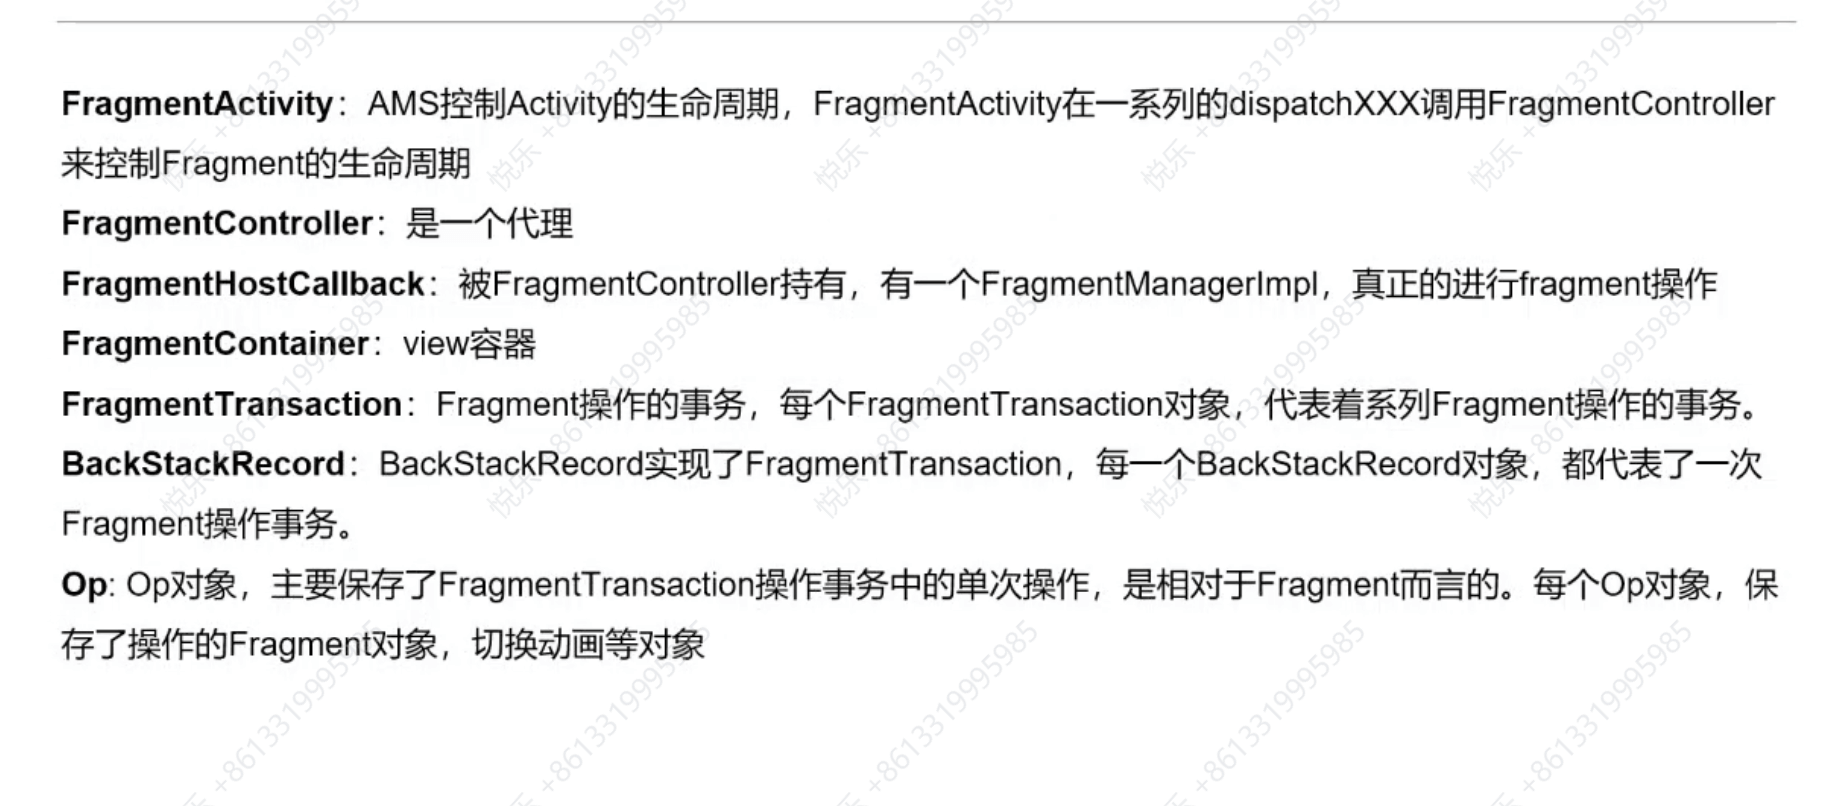 FragmentActivity：AMS控制Activity的生命周期，FragmentActivity在一系列的dispatchXXX调用FragmentController
来控制Fragment的生命周期
FragmentController：是一个代理
FragmentHostCallback：被FragmentController持有，有一个FragmentManagerImpl，真正的进行fragment操作
FragmentContainer：view容器
FragmentTransaction：Fragment操作的事务，每个FragmentTransaction对象，代表着系列Fragment操作的事务。
BackStackRecord：BackStackRecord实现了FragmentTransaction，每一个BackStackRecord对象，都代表了一次
Fragment操作事务。
Op: Op对象，主要保存了FragmentTransaction操作事务中的单次操作，是相对于Fragment而言的。每个Op对象，保
存了操作的Fragment对象，切换动画等对象
悦乐 +8613319995985